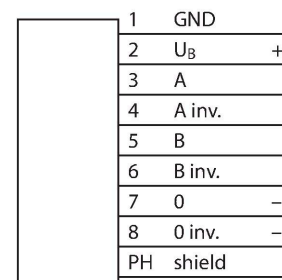 1 GND
2 U_B +
3 A
4 A inv.
5 B
6 B inv.
7 0 –
8 0 inv. –
PH shield